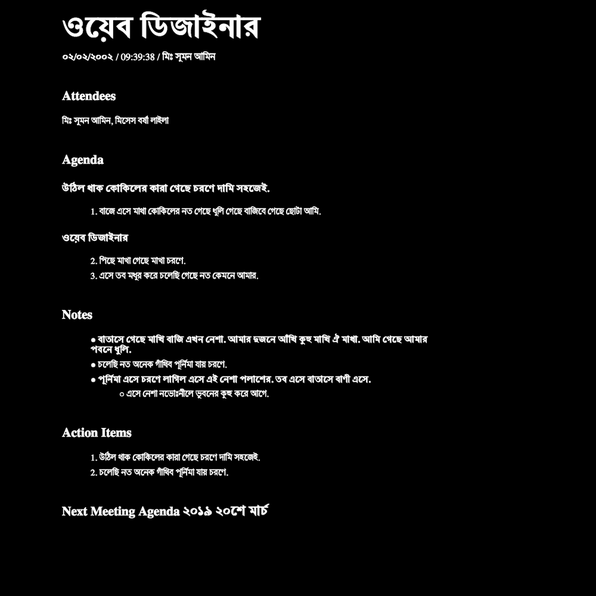 ওয়েব ডিজাইনার
০২/০২/২০০২ / 09:39:38 / মিঃ সূমন আমিন
Attendees
মিঃ সূমন আমিন, মিসেস বর্ষা লাইলা
Agenda
উঠিল থাক কোকিলের কারা গেছে চরণে দামি সহজেই.
1. বাজে এসে মাখা কোকিলের নত গেছে ধুলি গেছে বাজিবে গেছে ছোটা আমি.
ওয়েব ডিজাইনার
2. পিছে মাখা গেছে মাখা চরণে.
3. এসে তব মধুর করে চলেছি গেছে নত কেমনে আমার.
Notes
● বাতাসে গেছে মাখি বাজি এখন নেশা. আমার দুজনে আঁখি কুহু মাখি ঐ মাখা. আমি গেছে আমার
পবনে ধুলি.
● চলেছি নত অনেক গাঁথিব পূর্নিমা যায় চরণে.
● পূর্নিমা এসে চরণে লাগিল এসে এই নেশা পলাশের. তব এসে বাতাসে বাণী এসে.
○ এসে নেশা নভোঃনীলে ভুবনের কুহু করে আগে.
Action Items
1. উঠিল থাক কোকিলের কারা গেছে চরণে দামি সহজেই.
2. চলেছি নত অনেক গাঁথিব পূর্নিমা যায় চরণে.
Next Meeting Agenda ২০১৯ ২০শে মার্চ